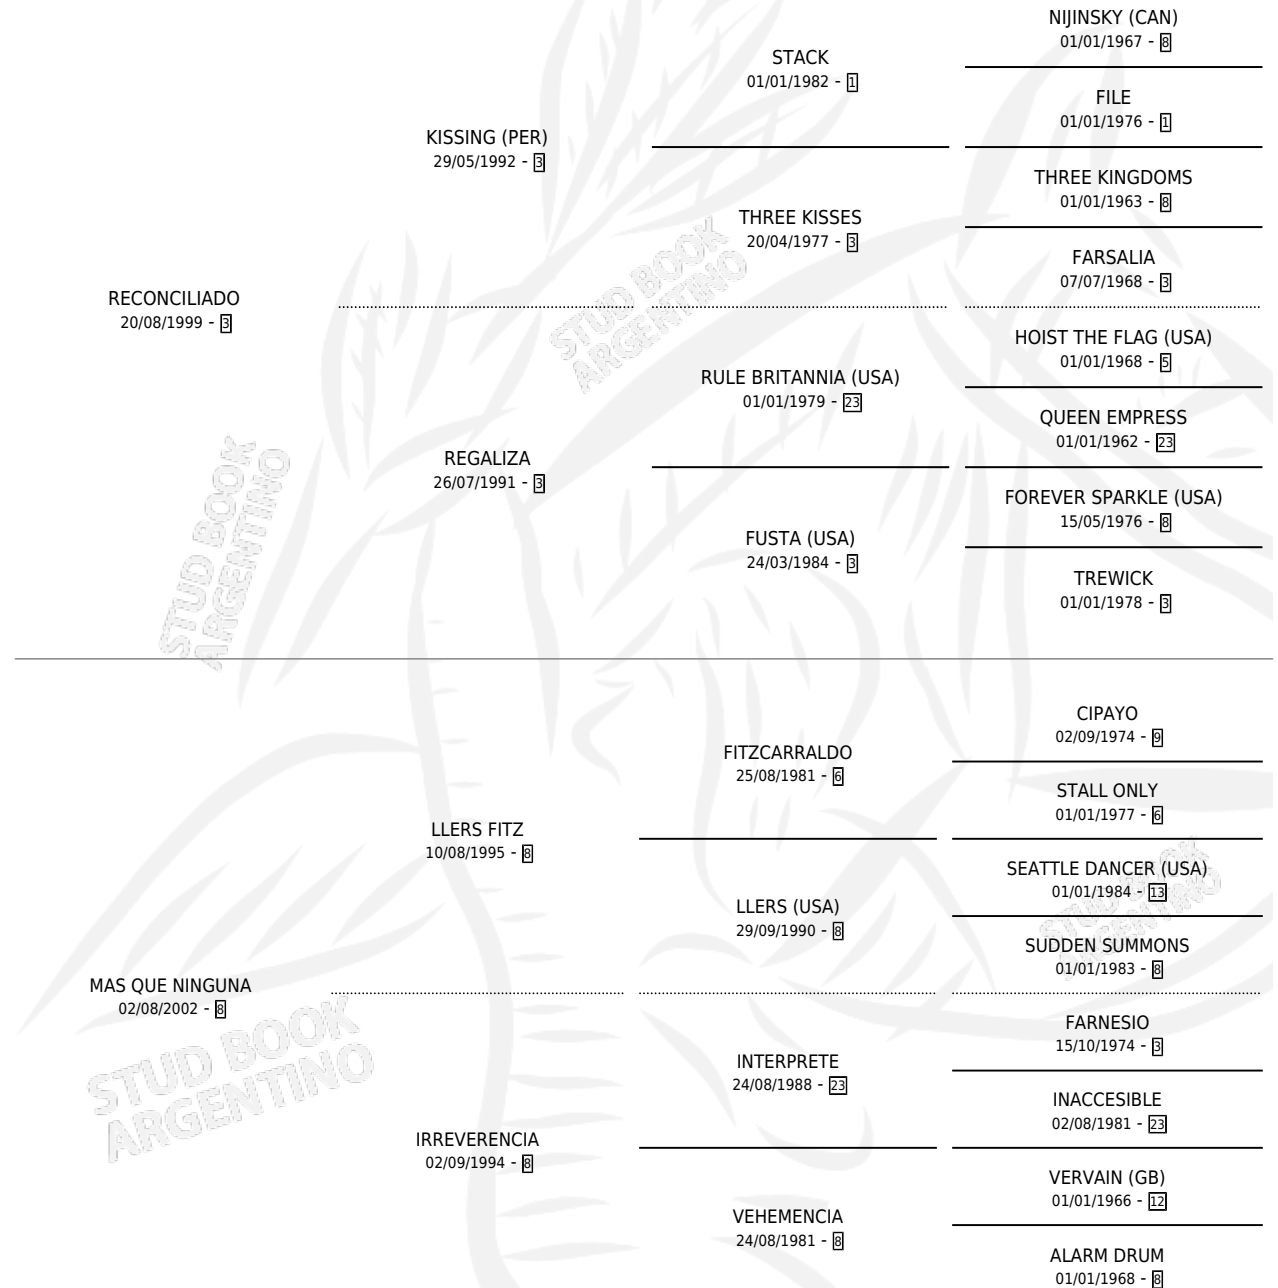 NIJINSKY (CAN)
01/01/1967 - 8
STACK
01/01/1982 - 1
FILE
01/01/1976 - 1
KISSING (PER)
29/05/1992 - 3
THREE KINGDOMS
01/01/1963 - 8
THREE KISSES
20/04/1977 - 3
FARSALIA
07/07/1968 - 3
RECONCILIADO
20/08/1999 - 3
HOIST THE FLAG (USA)
01/01/1968 - 5
RULE BRITANNIA (USA)
01/01/1979 - 23
QUEEN EMPRESS
01/01/1962 - 23
REGALIZA
26/07/1991 - 3
FOREVER SPARKLE (USA)
15/05/1976 - 8
FUSTA (USA)
24/03/1984 - 3
TREWICK
01/01/1978 - 3
STUD BOOK
ARGENTINO
STUD BOOK
ARGENTINO
CIPAYO
02/09/1974 - 9
FITZCARRALDO
25/08/1981 - 6
STALL ONLY
01/01/1977 - 6
LLERS FITZ
10/08/1995 - 8
SEATTLE DANCER (USA)
01/01/1984 - 13
LLERS (USA)
29/09/1990 - 8
SUDDEN SUMMONS
01/01/1983 - 8
MAS QUE NINGUNA
02/08/2002 - 8
FARNESIO
15/10/1974 - 3
INTERPRETE
24/08/1988 - 23
INACCESIBLE
02/08/1981 - 23
IRREVERENCIA
02/09/1994 - 8
VERVAIN (GB)
01/01/1966 - 12
VEHEMENCIA
24/08/1981 - 8
ALARM DRUM
01/01/1968 - 8
STUD BOOK
ARGENTINO
STUD BOOK
ARGENTINO